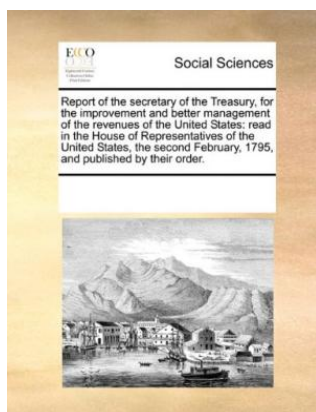 ECCO
Social Sciences
Report of the secretary of the Treasury, for
the improvement and better management
of the revenues of the United States: read
in the House of Representatives of the
United States, the second February, 1795,
and published by their order.